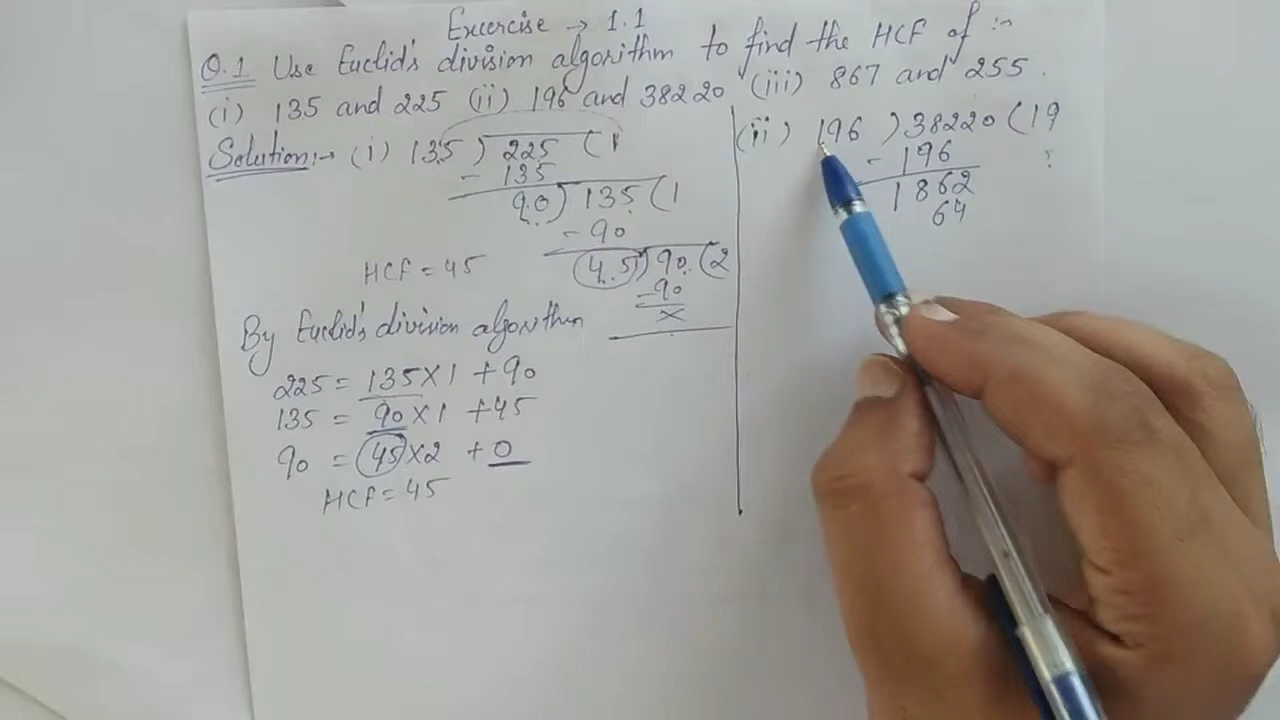 Excercise → 1.1
Q.1 Use Euclid's division algorithm to find the HCF of :-
(i) 135 and 225 (ii) 196 and 38220 (iii) 867 and 255.
Solution:→ (i) 135 ) 225 ( 1
- 135
90 ) 135 ( 1
- 90
45 ) 90 ( 2
- 90
x
HCF = 45
By Euclid's division algorithm
225 = 135 x 1 + 90
135 = 90 x 1 + 45
90 = 45 x 2 + 0
HCF = 45
(ii) 196 ) 38220 ( 19
- 196
1862
64